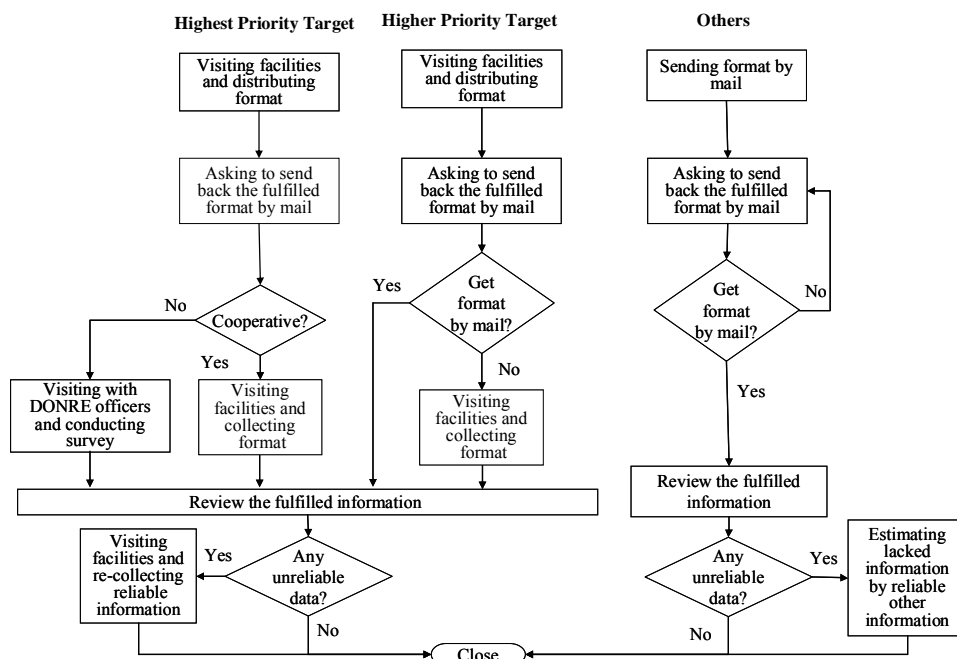 Highest Priority Target
Higher Priority Target
Others
Visiting facilities
and distributing
format
Visiting facilities
and distributing
format
Sending format by
mail
Asking to send
back the fulfilled
format by mail
Asking to send
back the fulfilled
format by mail
Asking to send
back the fulfilled
format by mail
No
Cooperative?
Yes
Yes
Get
format
by mail?
No
Get
format
by mail?
No
Yes
Visiting with
DONRE officers
and conducting
survey
Visiting
facilities and
collecting
format
Visiting
facilities and
collecting
format
Review the fulfilled information
Review the fulfilled
information
Visiting
facilities and
re-collecting
reliable
information
Yes
Any
unreliable
data?
No
Any
unreliable
data?
Yes
No
Estimating
lacked
information
by reliable
other
information
Close